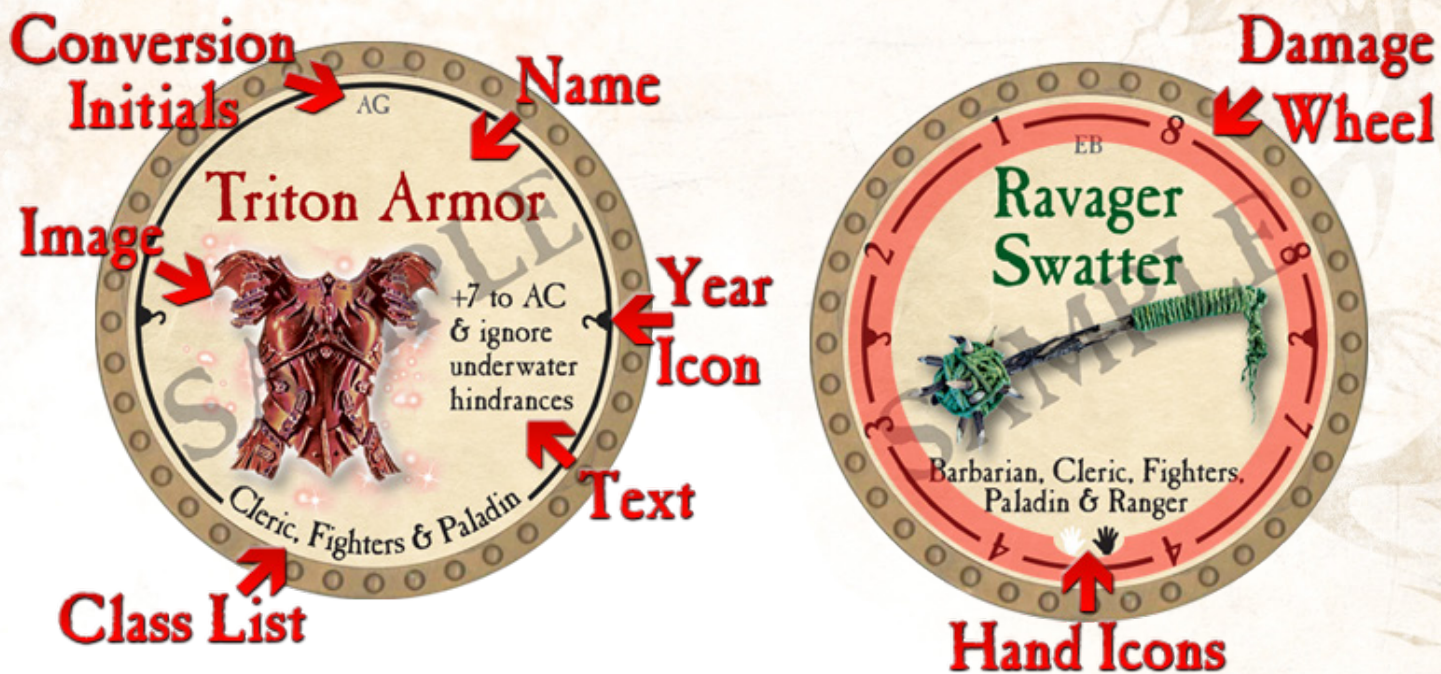 Conversion
Initials
AG
Name
Triton Armor
Image
+7 to AC
& ignore
underwater
hindrances
SAMPLE
Year
Icon
Text
Cleric, Fighters & Paladin
Class List
Damage
Wheel
1
8
EB
Ravager
Swatter
2
8
SAMPLE
3
7
Barbarian, Cleric, Fighters,
Paladin & Ranger
4
4
Hand Icons